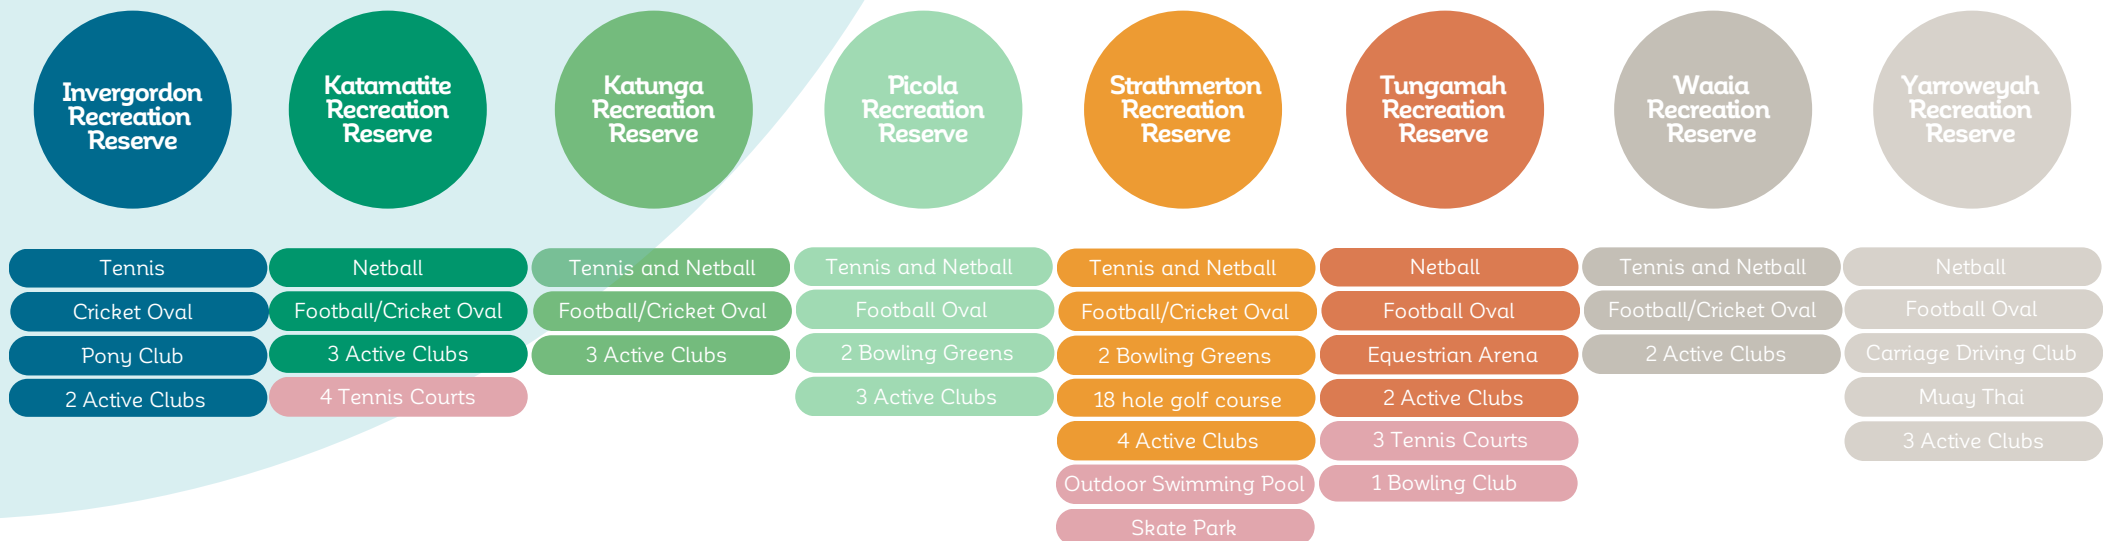 Invergordon
Recreation
Reserve
Katamatite
Recreation
Reserve
Katunga
Recreation
Reserve
Picola
Recreation
Reserve
Strathmerton
Recreation
Reserve
Tungamah
Recreation
Reserve
Waaia
Recreation
Reserve
Yarroweyah
Recreation
Reserve
Tennis
Cricket Oval
Pony Club
2 Active Clubs
Netball
Football/Cricket Oval
3 Active Clubs
4 Tennis Courts
Tennis and Netball
Football/Cricket Oval
3 Active Clubs
Tennis and Netball
Football Oval
2 Bowling Greens
3 Active Clubs
Tennis and Netball
Football/Cricket Oval
2 Bowling Greens
18 hole golf course
4 Active Clubs
Outdoor Swimming Pool
Skate Park
Netball
Football Oval
Equestrian Arena
2 Active Clubs
3 Tennis Courts
1 Bowling Club
Tennis and Netball
Football/Cricket Oval
2 Active Clubs
Netball
Football Oval
Carriage Driving Club
Muay Thai
3 Active Clubs